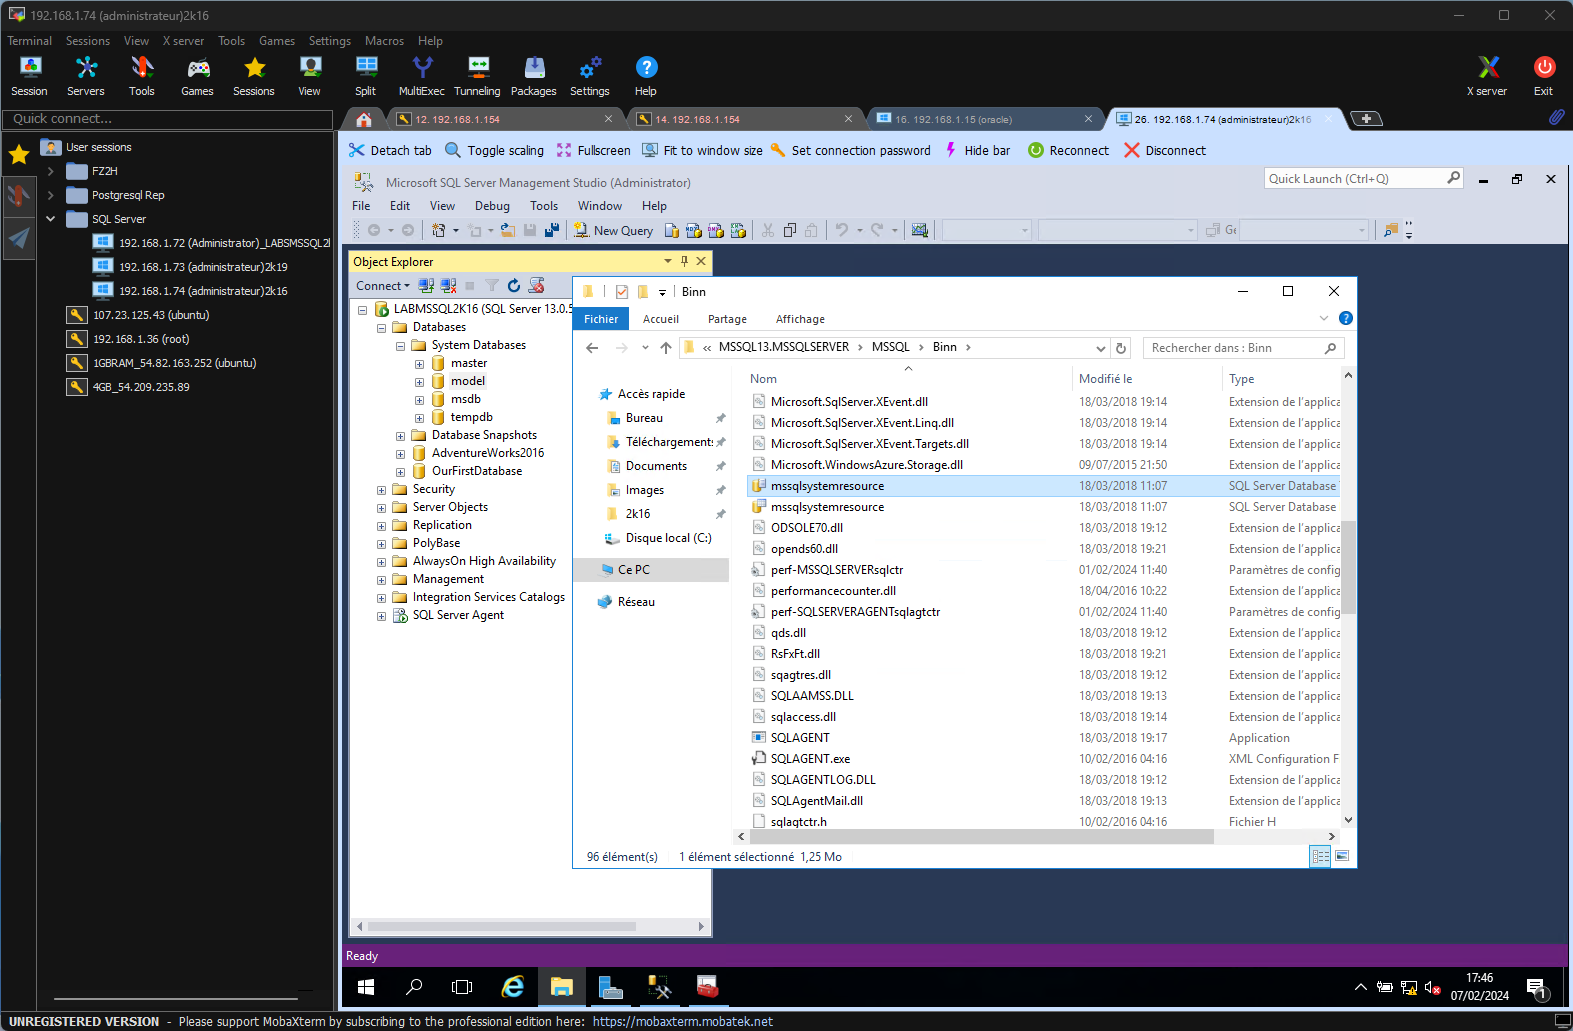 192.168.1.74 (administrateur)2k16
Terminal Sessions View X server Tools Games Settings Macros Help
Session Servers Tools Games Sessions View Split MultiExec Tunneling Packages Settings Help X server Exit
Quick connect...
12. 192.168.1.154
14. 192.168.1.154
16. 192.168.1.15 (oracle)
26. 192.168.1.74 (administrateur)2k16
Detach tab Toggle scaling Fullscreen Fit to window size Set connection password Hide bar Reconnect Disconnect
User sessions
FZ2H
Postgresql Rep
SQL Server
192.168.1.72 (Administrator)_LABSMSSQL2l
192.168.1.73 (administrateur)2k19
192.168.1.74 (administrateur)2k16
107.23.125.43 (ubuntu)
192.168.1.36 (root)
1GBRAM_54.82.163.252 (ubuntu)
4GB_54.209.235.89
Microsoft SQL Server Management Studio (Administrator)
Quick Launch (Ctrl+Q)
File Edit View Debug Tools Window Help
New Query
Object Explorer
Connect
LABMSSQL2K16 (SQL Server 13.0.5
Databases
System Databases
master
model
msdb
tempdb
Database Snapshots
AdventureWorks2016
OurFirstDatabase
Security
Server Objects
Replication
PolyBase
AlwaysOn High Availability
Management
Integration Services Catalogs
SQL Server Agent
Binn
Fichier Accueil Partage Affichage
« MSSQL13.MSSQLSERVER > MSSQL > Binn >
Rechercher dans : Binn
Accès rapide
Bureau
Téléchargements
Documents
Images
2k16
Disque local (C:)
Ce PC
Réseau
Nom Modifié le Type
Microsoft.SqlServer.XEvent.dll 18/03/2018 19:14 Extension de l'applica
Microsoft.SqlServer.XEvent.Linq.dll 18/03/2018 19:14 Extension de l'applica
Microsoft.SqlServer.XEvent.Targets.dll 18/03/2018 19:14 Extension de l'applica
Microsoft.WindowsAzure.Storage.dll 09/07/2015 21:50 Extension de l'applica
mssqlsystemresource 18/03/2018 11:07 SQL Server Database
mssqlsystemresource 18/03/2018 11:07 SQL Server Database
ODSOLE70.dll 18/03/2018 19:12 Extension de l'applica
opends60.dll 18/03/2018 19:21 Extension de l'applica
perf-MSSQLSERVERsqlctr 01/02/2024 11:40 Paramètres de config
performancecounter.dll 18/04/2016 10:22 Extension de l'applica
perf-SQLSERVERAGENTsqlagtctr 01/02/2024 11:40 Paramètres de config
qds.dll 18/03/2018 19:12 Extension de l'applica
RsFxFt.dll 18/03/2018 19:21 Extension de l'applica
sqagtres.dll 18/03/2018 19:12 Extension de l'applica
SQLAAMSS.DLL 18/03/2018 19:13 Extension de l'applica
sqlaccess.dll 18/03/2018 19:14 Extension de l'applica
SQLAGENT 18/03/2018 19:17 Application
SQLAGENT.exe 10/02/2016 04:16 XML Configuration F
SQLAGENTLOG.DLL 18/03/2018 19:12 Extension de l'applica
SQLAgentMail.dll 18/03/2018 19:13 Extension de l'applica
sqlagtctr.h 10/02/2016 04:16 Fichier H
96 élément(s) 1 élément sélectionné 1,25 Mo
Ready
17:46
07/02/2024
1
UNREGISTERED VERSION - Please support MobaXterm by subscribing to the professional edition here: https://mobaxterm.mobatek.net